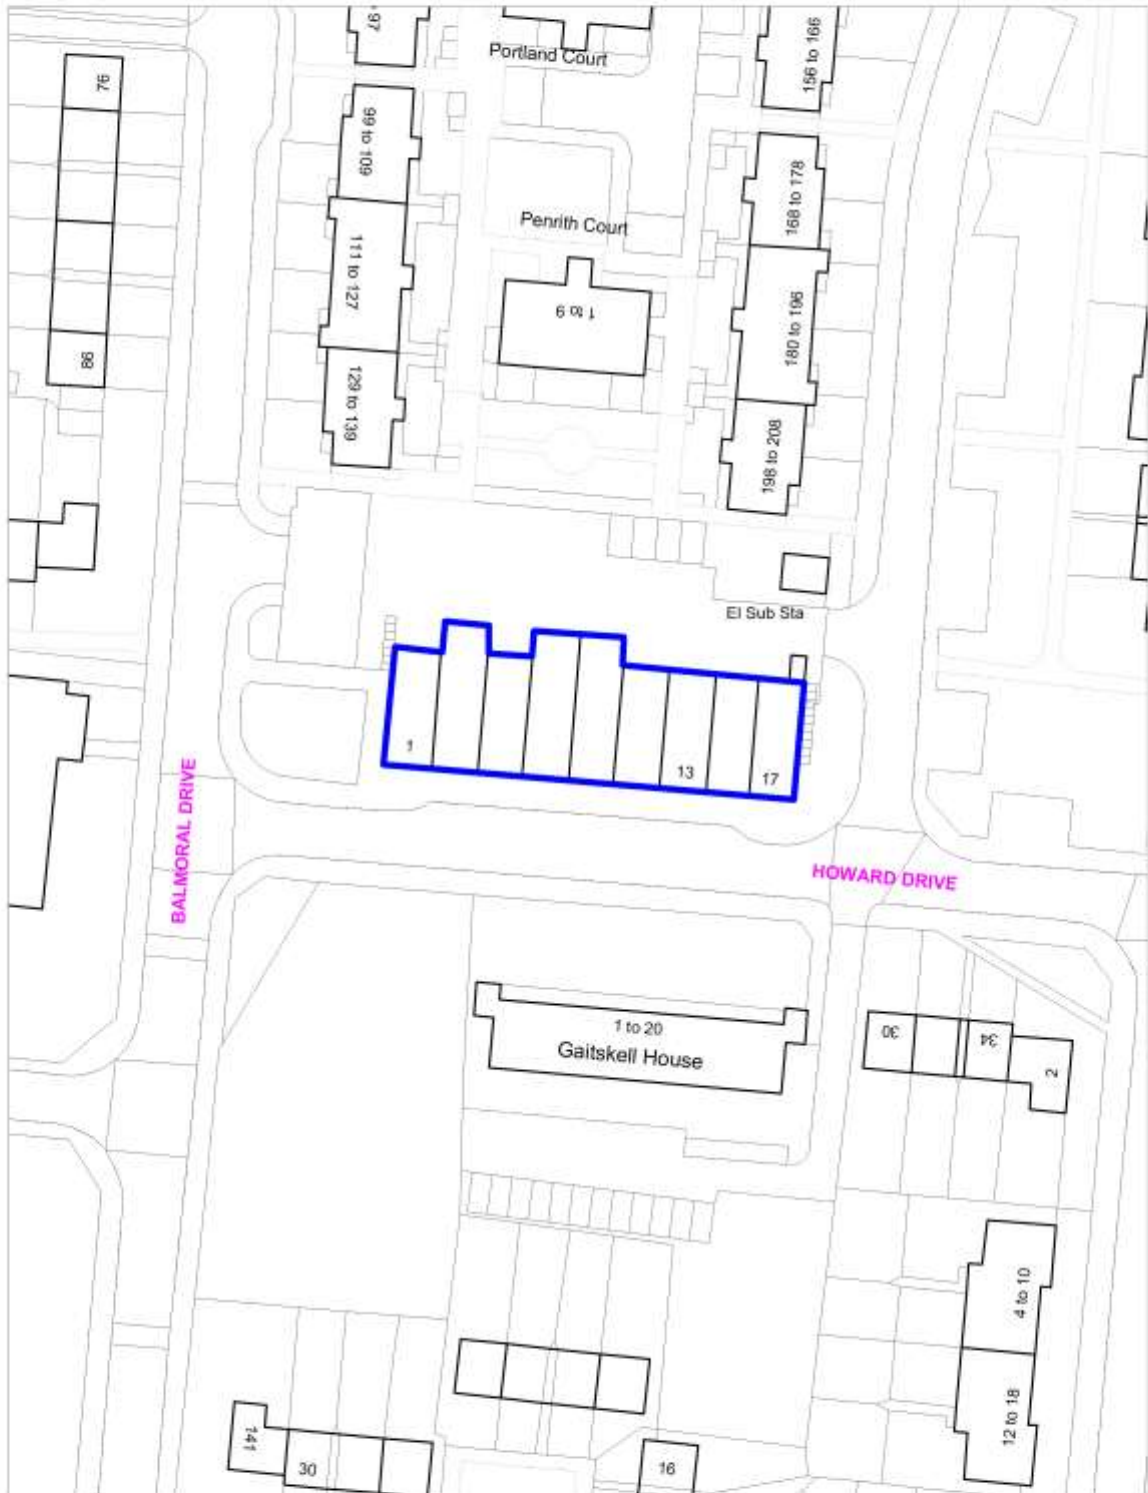 97
Portland Court
156 to 166
76
99 to 109
168 to 178
Penrith Court
111 to 127
1 to 9
180 to 196
86
129 to 139
198 to 208
El Sub Sta
1
13
17
BALMORAL DRIVE
HOWARD DRIVE
1 to 20
Gaitskell House
30
34
2
4 to 10
12 to 18
141
30
16